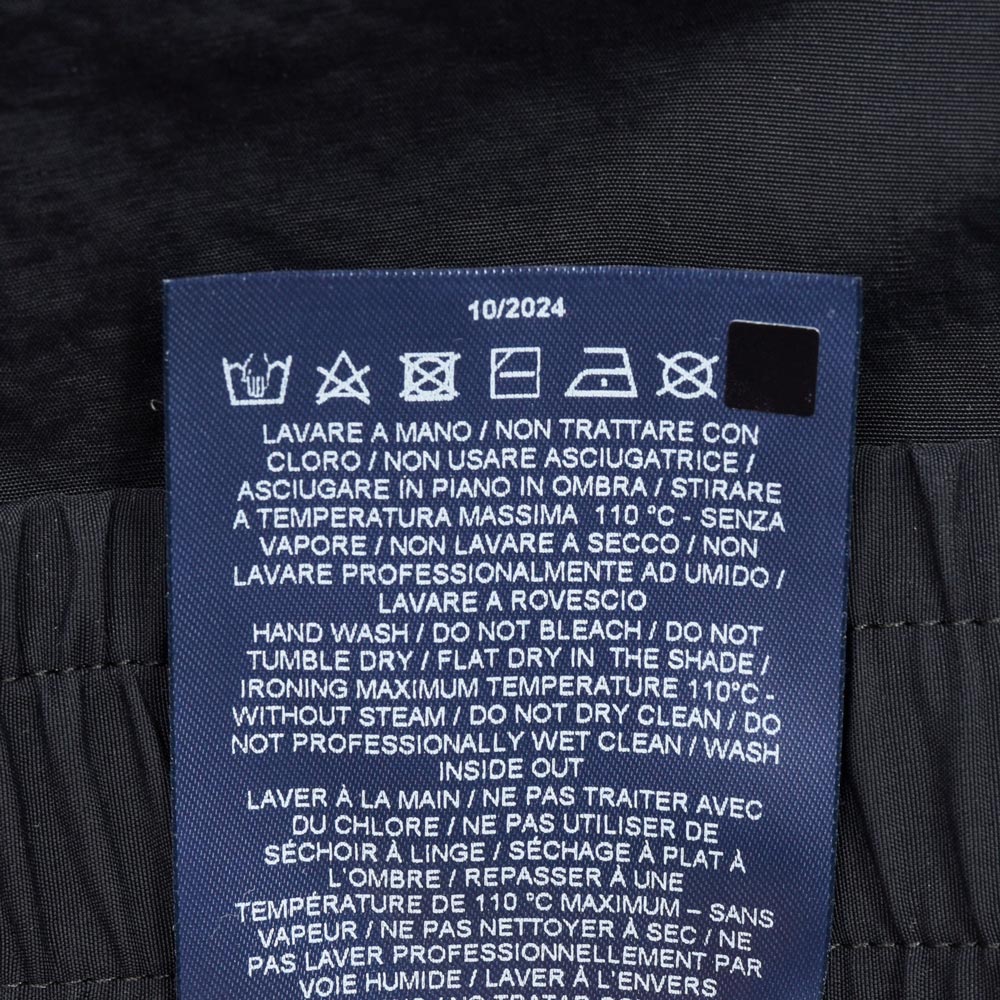 10/2024
LAVARE A MANO / NON TRATTARE CON
CLORO / NON USARE ASCIUGATRICE /
ASCIUGARE IN PIANO IN OMBRA / STIRARE
A TEMPERATURA MASSIMA 110 °C - SENZA
VAPORE / NON LAVARE A SECCO / NON
LAVARE PROFESSIONALMENTE AD UMIDO /
LAVARE A ROVESCIO
HAND WASH / DO NOT BLEACH / DO NOT
TUMBLE DRY / FLAT DRY IN THE SHADE /
IRONING MAXIMUM TEMPERATURE 110°C -
WITHOUT STEAM / DO NOT DRY CLEAN / DO
NOT PROFESSIONALLY WET CLEAN / WASH
INSIDE OUT
LAVER À LA MAIN / NE PAS TRAITER AVEC
DU CHLORE / NE PAS UTILISER DE
SÉCHOIR À LINGE / SÉCHAGE À PLAT À
L'OMBRE / REPASSER À UNE
TEMPÉRATURE DE 110 °C MAXIMUM – SANS
VAPEUR / NE PAS NETTOYER À SEC / NE
PAS LAVER PROFESSIONNELLEMENT PAR
VOIE HUMIDE / LAVER À L'ENVERS